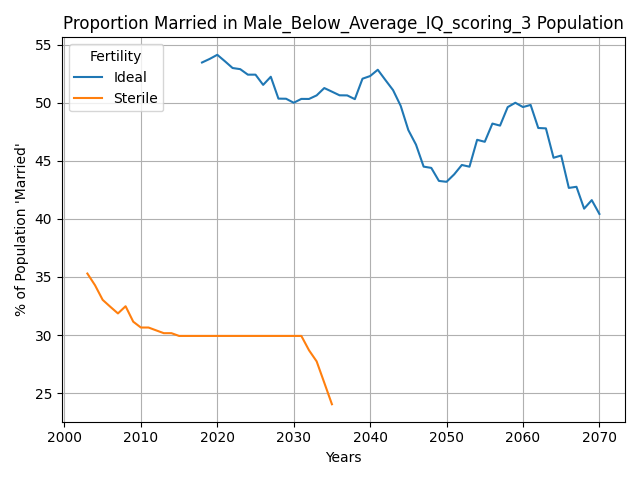 Proportion Married in Male_Below_Average_IQ_scoring_3 Population
Fertility
Ideal
Sterile
% of Population 'Married'
55
50
45
40
35
30
25
2000 2010 2020 2030 2040 2050 2060 2070
Years